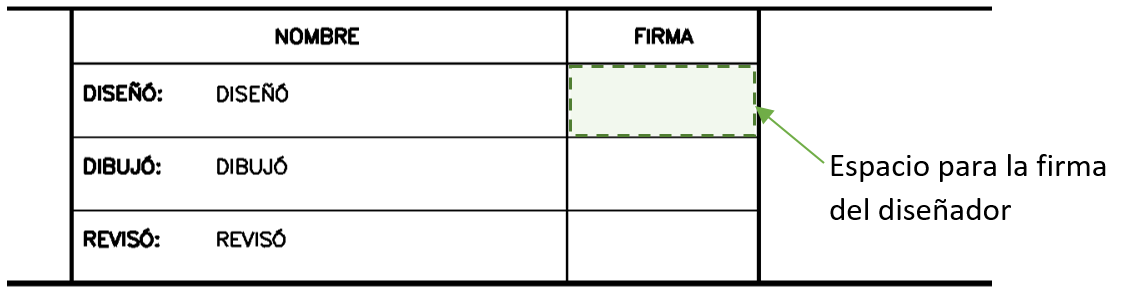 NOMBRE FIRMA
DISEÑÓ: DISEÑÓ
DIBUJÓ: DIBUJÓ
REVISÓ: REVISÓ
Espacio para la firma
del diseñador